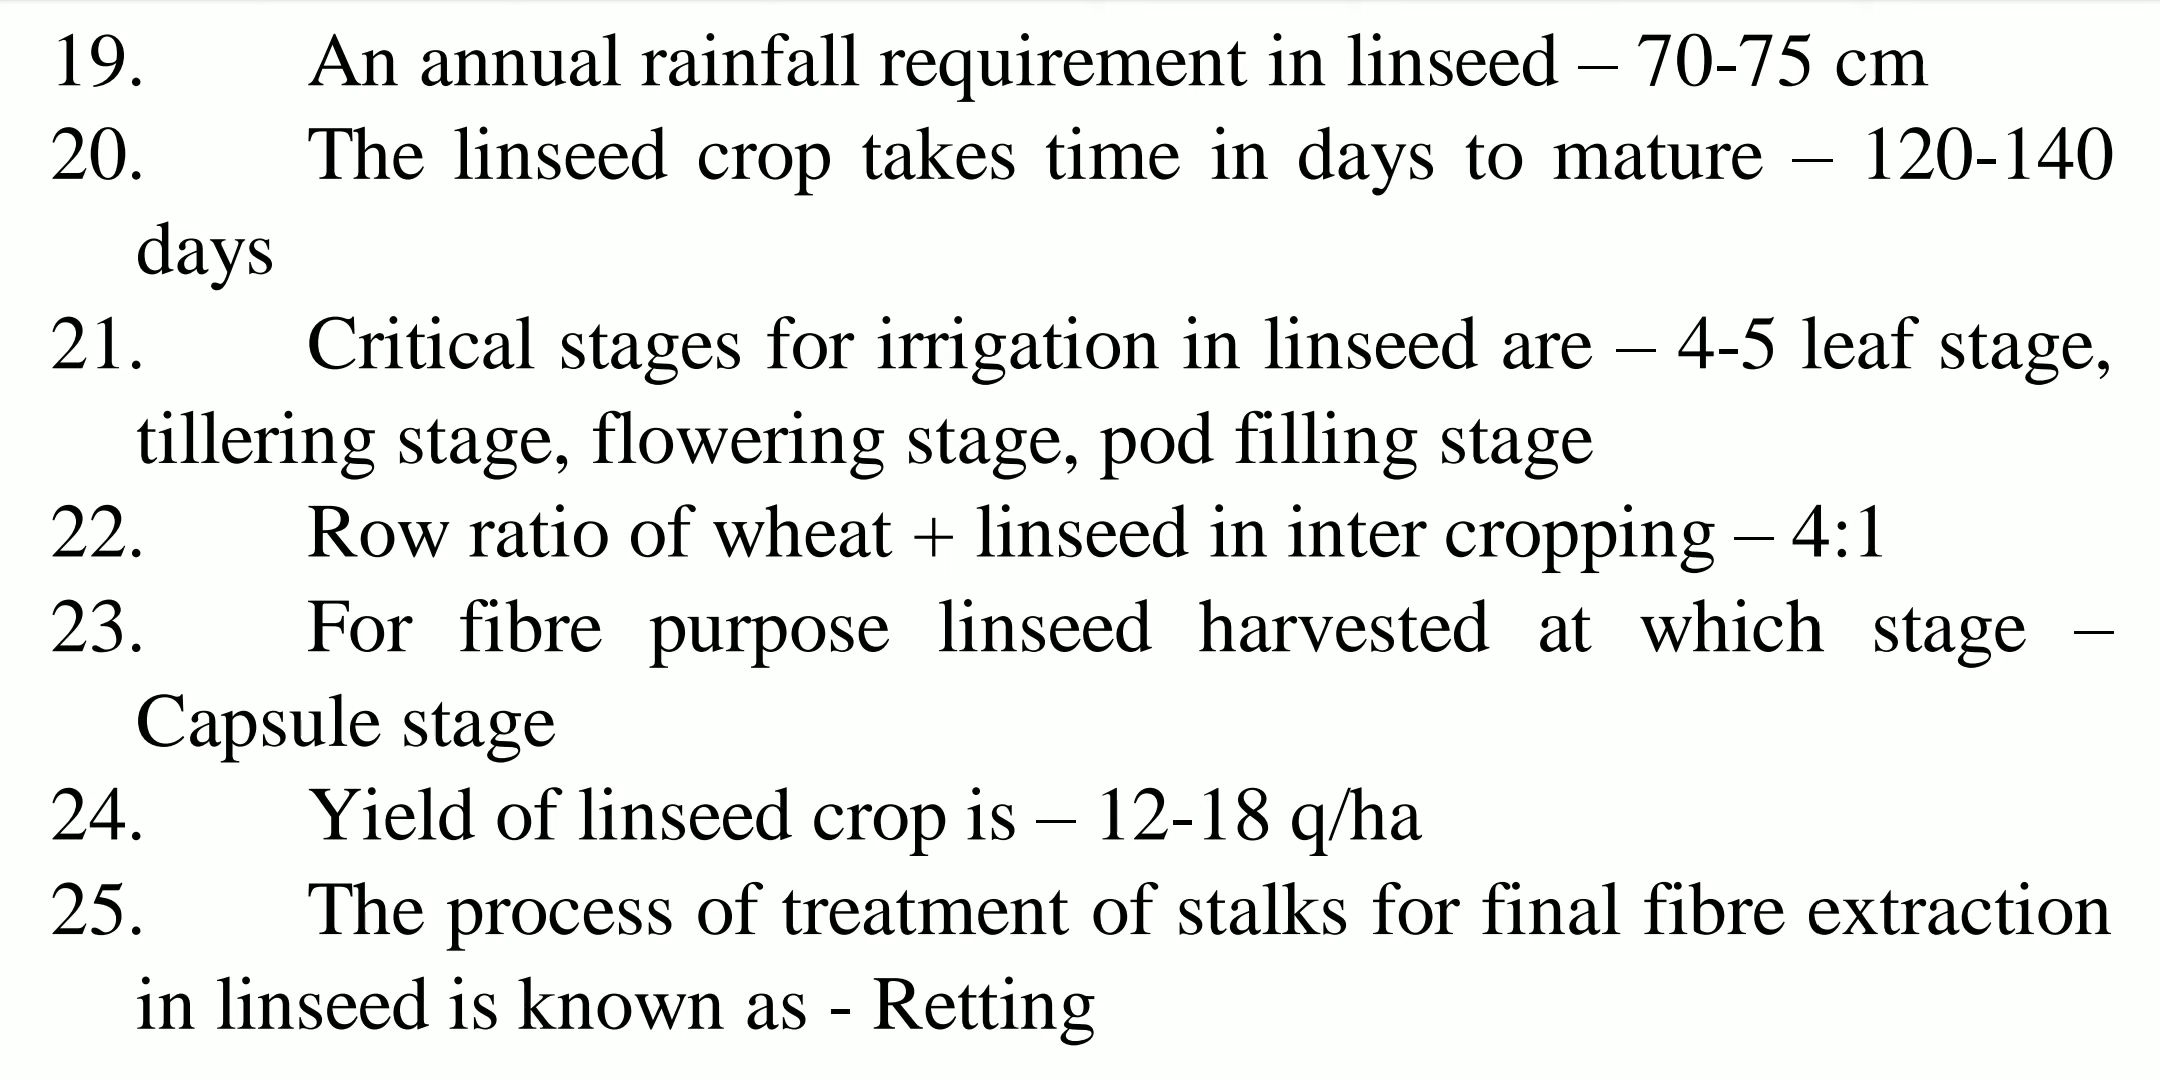 19. An annual rainfall requirement in linseed – 70-75 cm
20. The linseed crop takes time in days to mature – 120-140
days
21. Critical stages for irrigation in linseed are – 4-5 leaf stage,
tillering stage, flowering stage, pod filling stage
22. Row ratio of wheat + linseed in inter cropping – 4:1
23. For fibre purpose linseed harvested at which stage –
Capsule stage
24. Yield of linseed crop is – 12-18 q/ha
25. The process of treatment of stalks for final fibre extraction
in linseed is known as - Retting